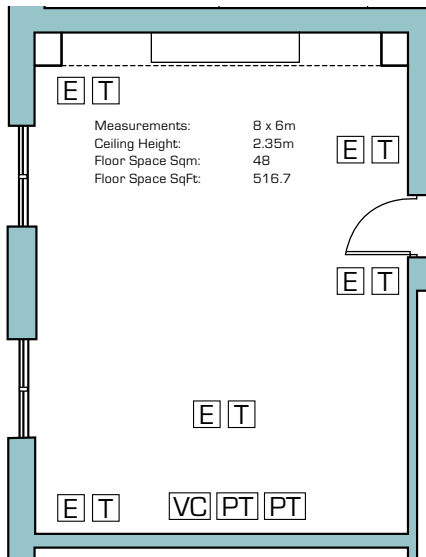 E T
Measurements: 8 x 6m
Ceiling Height: 2.35m
Floor Space Sqm: 48
Floor Space SqFt: 516.7
E T
E T
E T
E T
VC PT PT